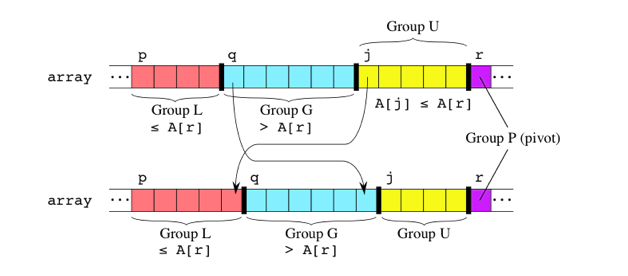 Group U
p q j r
array ··· ···
Group L Group G A[j] ≤ A[r]
≤ A[r] > A[r]
Group P (pivot)
p q j r
array ··· ···
Group L Group G Group U
≤ A[r] > A[r]